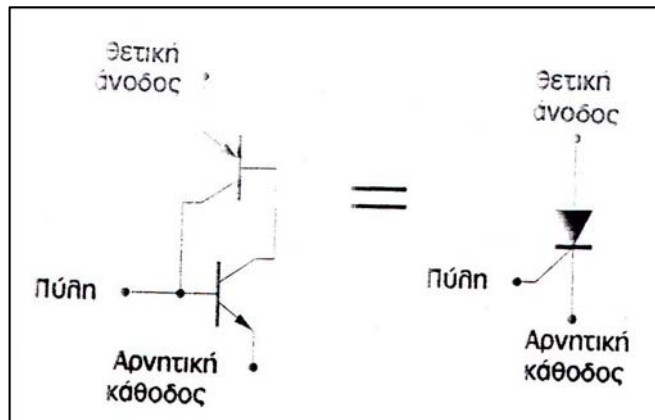 θετική
άνοδος
Πύλη
Αρνητική
κάθοδος
θετική
άνοδος
Πύλη
Αρνητική
κάθοδος